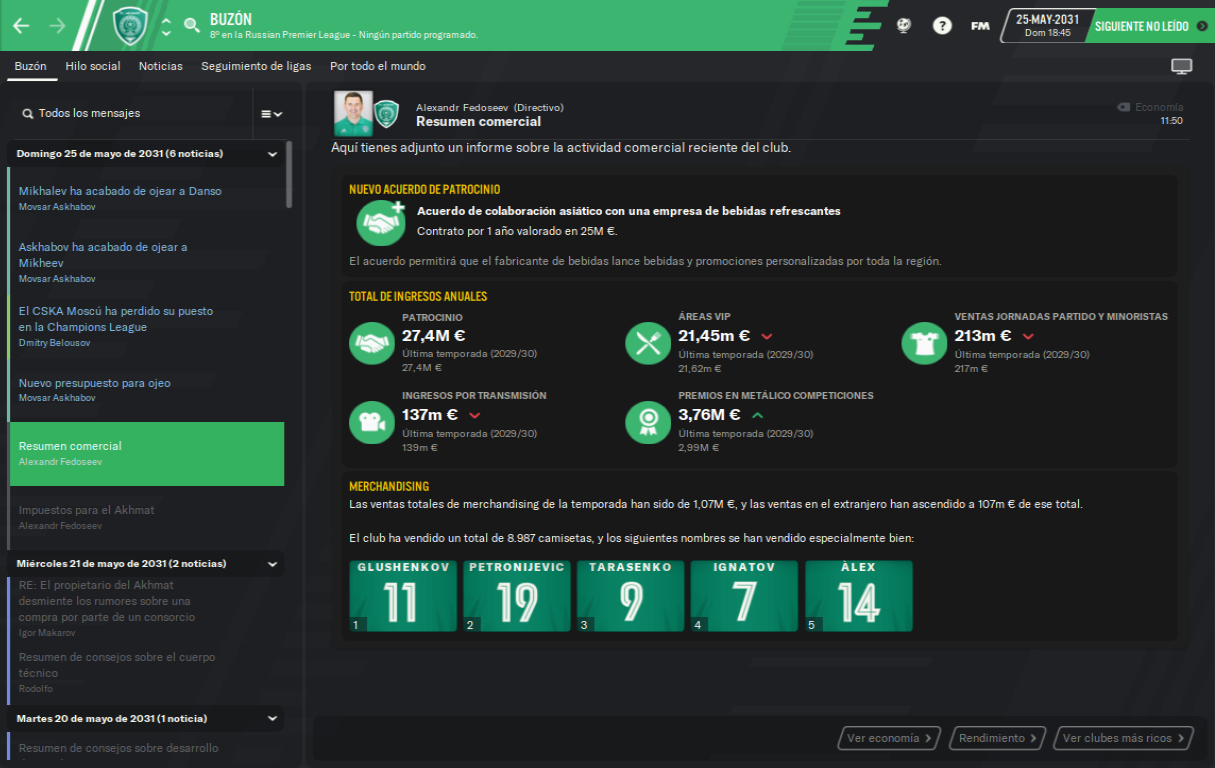 BUZÓN
8º en la Russian Premier League - Ningún partido programado.
FM
25-MAY-2031
Dom 18:45
SIGUIENTE NO LEÍDO
Buzón Hilo social Noticias Seguimiento de ligas Por todo el mundo
Todos los mensajes
Domingo 25 de mayo de 2031 (6 noticias)
Mikhalev ha acabado de ojear a Danso
Movsar Askhabov
Askhabov ha acabado de ojear a
Mikheev
Movsar Askhabov
El CSKA Moscú ha perdido su puesto
en la Champions League
Dmitry Belousov
Nuevo presupuesto para ojeo
Movsar Askhabov
Resumen comercial
Alexandr Fedoseev
Impuestos para el Akhmat
Alexandr Fedoseev
Miércoles 21 de mayo de 2031 (2 noticias)
RE: El propietario del Akhmat
desmiente los rumores sobre una
compra por parte de un consorcio
Igor Makarov
Resumen de consejos sobre el cuerpo
técnico
Rodolfo
Martes 20 de mayo de 2031 (1 noticia)
Resumen de consejos sobre desarrollo
Alexandr Fedoseev (Directivo)
Resumen comercial
Economía
11:50
Aquí tienes adjunto un informe sobre la actividad comercial reciente del club.
NUEVO ACUERDO DE PATROCINIO
Acuerdo de colaboración asiático con una empresa de bebidas refrescantes
Contrato por 1 año valorado en 25M €.
El acuerdo permitirá que el fabricante de bebidas lance bebidas y promociones personalizadas por toda la región.
TOTAL DE INGRESOS ANUALES
PATROCINIO
27,4M €
Última temporada (2029/30)
27,4M €
ÁREAS VIP
21,45m €
Última temporada (2029/30)
21,62m €
VENTAS JORNADAS PARTIDO Y MINORISTAS
213m €
Última temporada (2029/30)
217m €
INGRESOS POR TRANSMISIÓN
137m €
Última temporada (2029/30)
139m €
PREMIOS EN METÁLICO COMPETICIONES
3,76M €
Última temporada (2029/30)
2,99M €
MERCHANDISING
Las ventas totales de merchandising de la temporada han sido de 1,07M €, y las ventas en el extranjero han ascendido a 107m € de ese total.
El club ha vendido un total de 8.987 camisetas, y los siguientes nombres se han vendido especialmente bien:
GLUSHENKOV
11
1
PETRONIJEVIC
19
2
TARASENKO
9
3
IGNATOV
7
4
ÁLEX
14
5
Ver economía
Rendimiento
Ver clubes más ricos